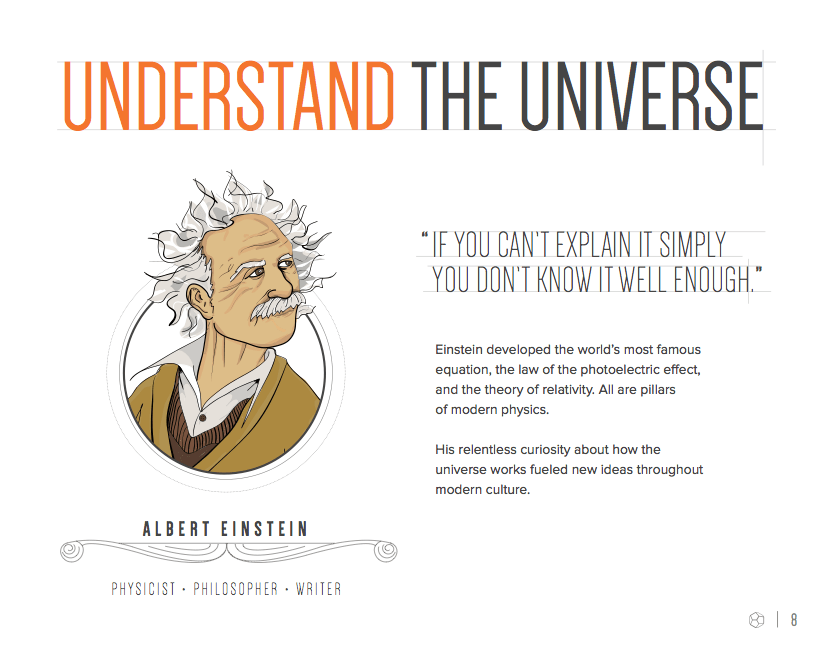 UNDERSTAND THE UNIVERSE
“IF YOU CAN’T EXPLAIN IT SIMPLY
YOU DON’T KNOW IT WELL ENOUGH.”
Einstein developed the world’s most famous
equation, the law of the photoelectric effect,
and the theory of relativity. All are pillars
of modern physics.
His relentless curiosity about how the
universe works fueled new ideas throughout
modern culture.
ALBERT EINSTEIN
PHYSICIST • PHILOSOPHER • WRITER
8